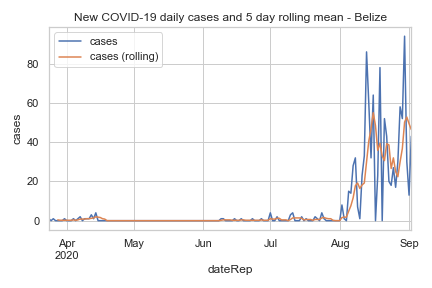 New COVID-19 daily cases and 5 day rolling mean - Belize
cases
cases (rolling)
80
60
40
20
0
cases
Apr
2020
May
Jun
Jul
Aug
Sep
dateRep